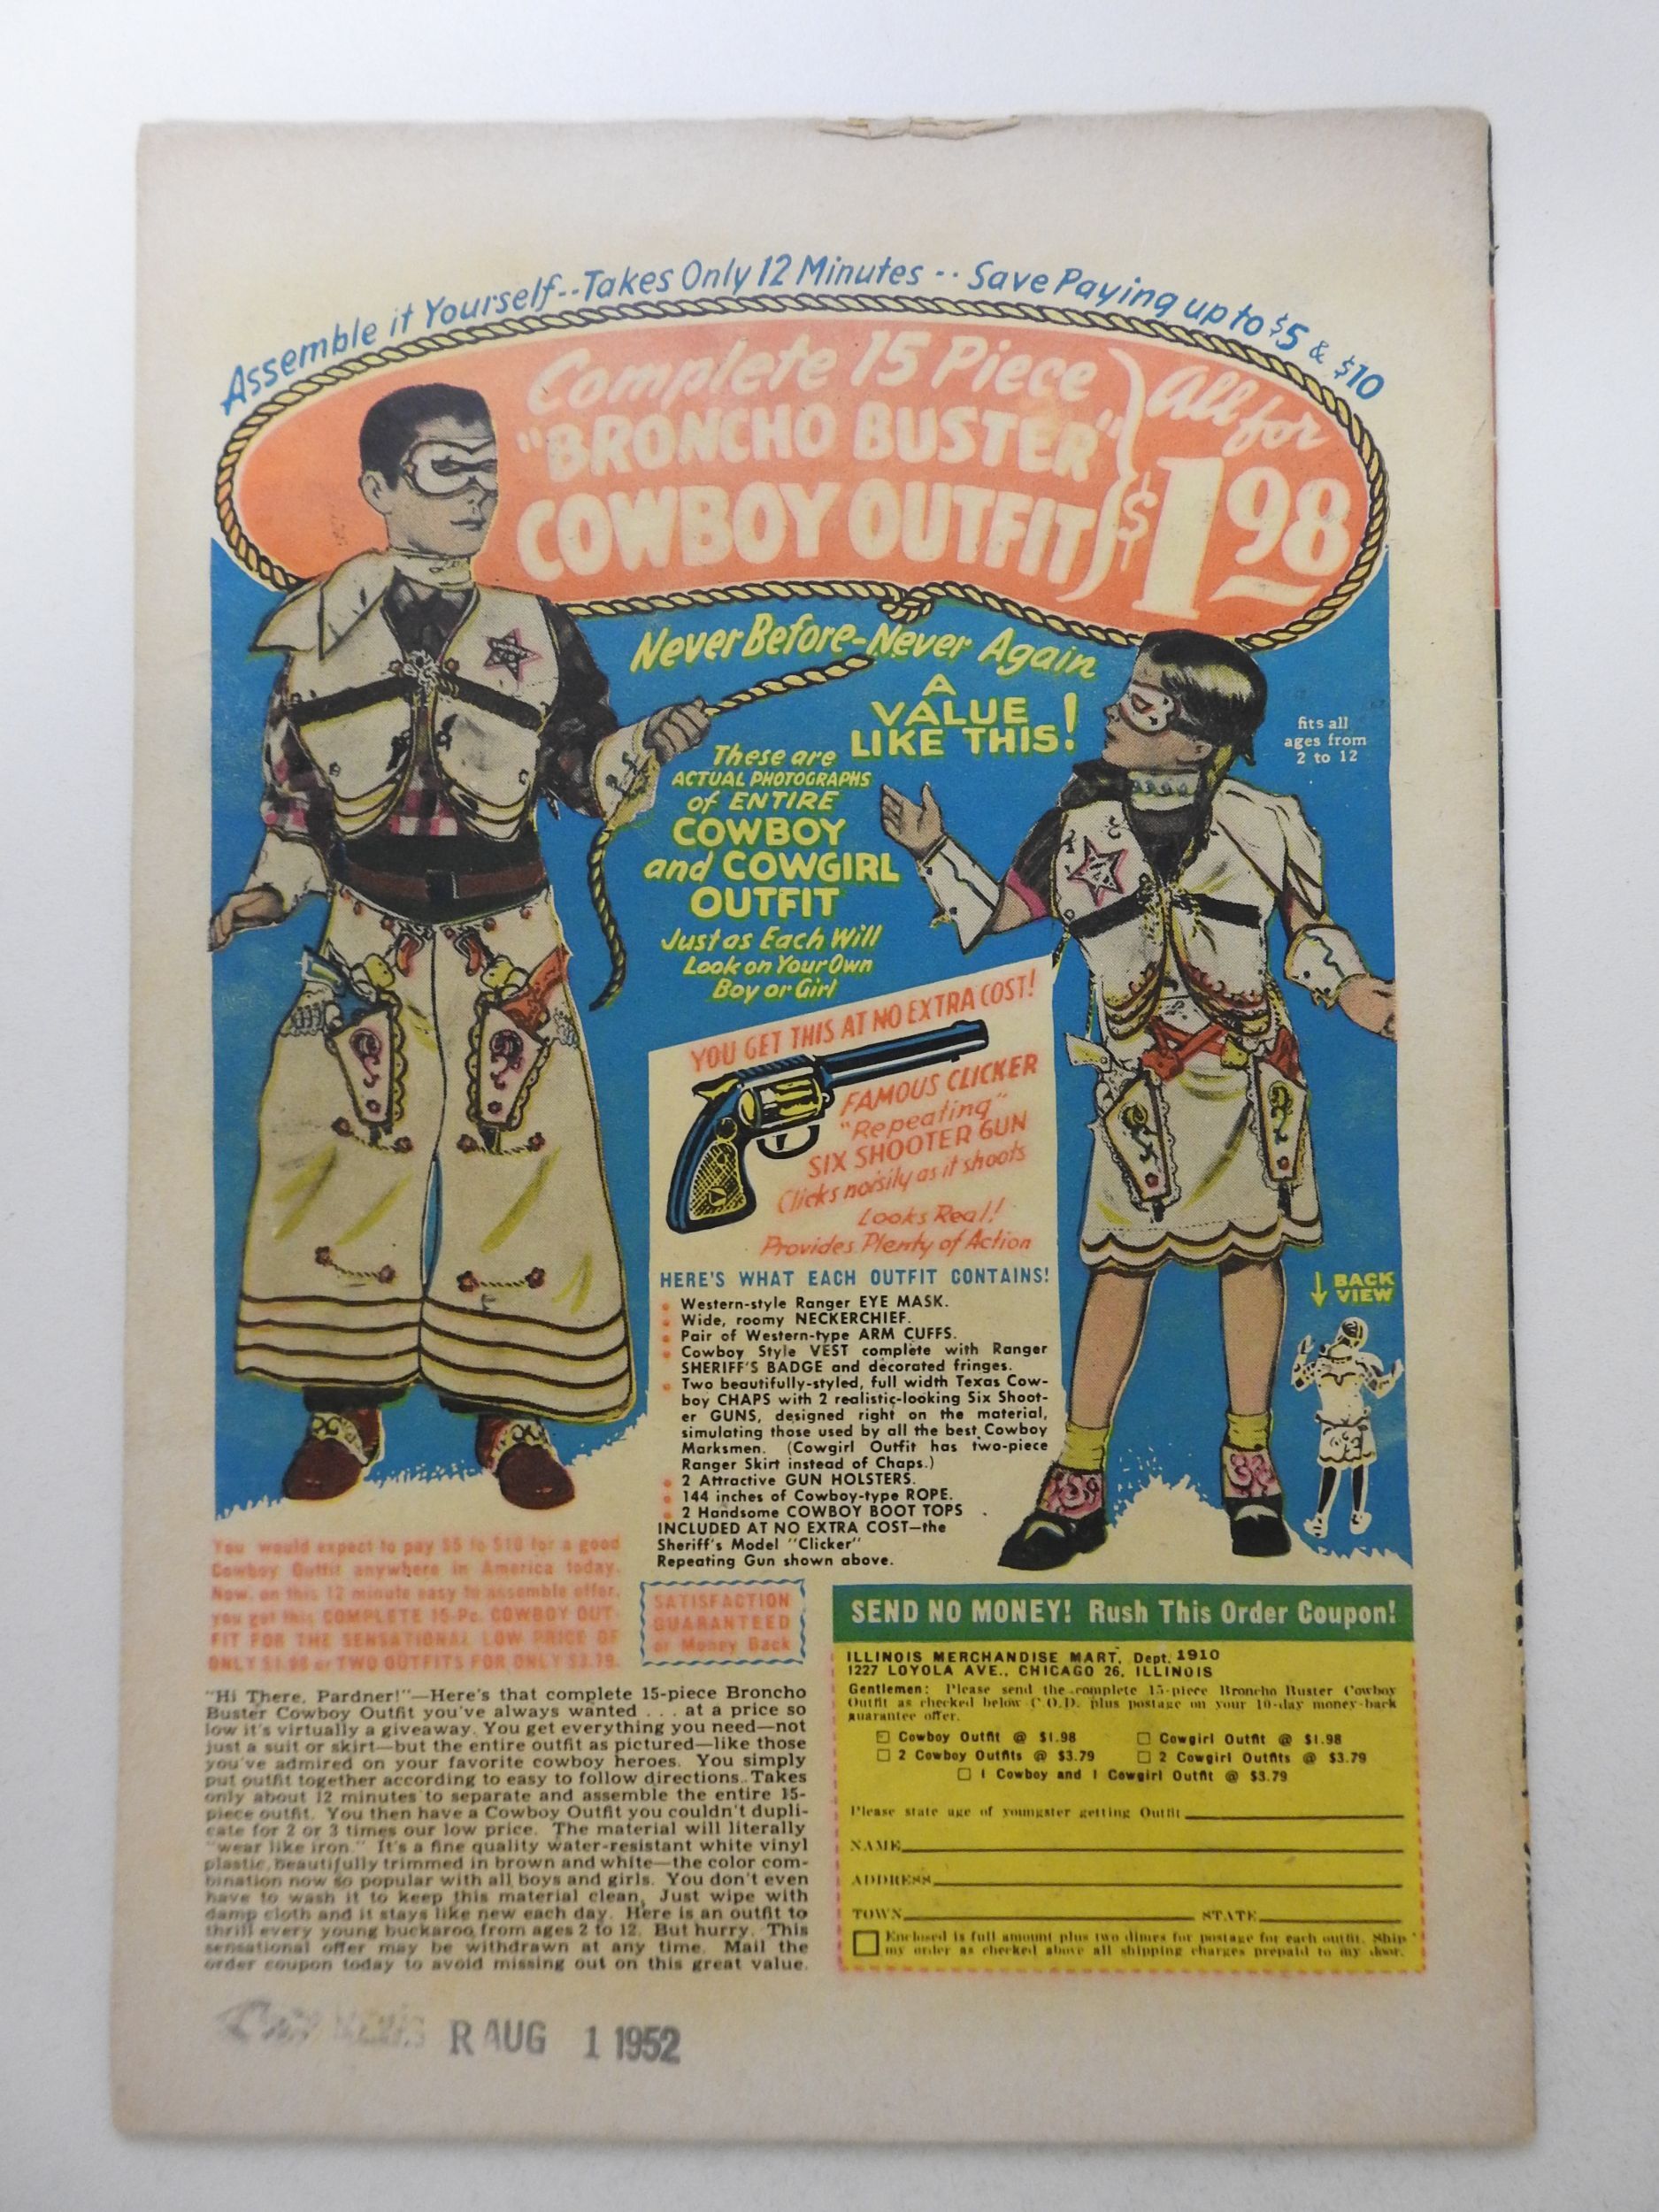 Assemble it Yourself--Takes Only 12 Minutes -- Save Paying up to $5 & $10
Complete 15 Piece
"BRONCHO BUSTER"
COWBOY OUTFIT
All for
$1.98
Never Before-Never Again
A
VALUE
LIKE THIS!
fits all
ages from
2 to 12
These are
ACTUAL PHOTOGRAPHS
of ENTIRE
COWBOY
and COWGIRL
OUTFIT
Just as Each Will
Look on Your Own
Boy or Girl
YOU GET THIS AT NO EXTRA COST!
FAMOUS CLICKER
"Repeating"
SIX SHOOTER GUN
Clicks noisily as it shoots
Looks Real!
Provides Plenty of Action
HERE'S WHAT EACH OUTFIT CONTAINS!
Western-style Ranger EYE MASK.
Wide, roomy NECKERCHIEF.
Pair of Western-type ARM CUFFS.
Cowboy Style VEST complete with Ranger
SHERIFF'S BADGE and decorated fringes.
Two beautifully-styled, full width Texas Cow-
boy CHAPS with 2 realistic-looking Six Shoot-
er GUNS, designed right on the material,
simulating those used by all the best Cowboy
Marksmen. (Cowgirl Outfit has two-piece
Ranger Skirt instead of Chaps.)
2 Attractive GUN HOLSTERS.
144 inches of Cowboy-type ROPE.
2 Handsome COWBOY BOOT TOPS
INCLUDED AT NO EXTRA COST—the
Sheriff's Model "Clicker"
Repeating Gun shown above.
BACK
VIEW
You would expect to pay $5 to $10 for a good
Cowboy Outfit anywhere in America today.
Now, on this 12 minute easy to assemble offer,
you get this COMPLETE 15-Pc. COWBOY OUT-
FIT FOR THE SENSATIONAL LOW PRICE OF
ONLY $1.98 or TWO OUTFITS FOR ONLY $3.79.
SATISFACTION
GUARANTEED
or Money Back
"Hi There, Pardner!"—Here's that complete 15-piece Broncho
Buster Cowboy Outfit you've always wanted . . . at a price so
low it's virtually a giveaway. You get everything you need—not
just a suit or skirt—but the entire outfit as pictured—like those
you've admired on your favorite cowboy heroes. You simply
put outfit together according to easy to follow directions. Takes
only about 12 minutes to separate and assemble the entire 15-
piece outfit. You then have a Cowboy Outfit you couldn't dupli-
cate for 2 or 3 times our low price. The material will literally
"wear like iron." It's a fine quality water-resistant white vinyl
plastic, beautifully trimmed in brown and white—the color com-
bination now so popular with all boys and girls. You don't even
have to wash it to keep this material clean. Just wipe with
damp cloth and it stays like new each day. Here is an outfit to
thrill every young buckaroo from ages 2 to 12. But hurry. This
sensational offer may be withdrawn at any time. Mail the
order coupon today to avoid missing out on this great value.
SEND NO MONEY! Rush This Order Coupon!
ILLINOIS MERCHANDISE MART, Dept. 1910
1227 LOYOLA AVE., CHICAGO 26, ILLINOIS
Gentlemen: Please send the complete 15-piece Broncho Buster Cowboy
Outfit as checked below C.O.D. plus postage on your 10-day money-back
guarantee offer.
Cowboy Outfit @ $1.98
Cowgirl Outfit @ $1.98
2 Cowboy Outfits @ $3.79
2 Cowgirl Outfits @ $3.79
1 Cowboy and 1 Cowgirl Outfit @ $3.79
Please state age of youngster getting Outfit
NAME
ADDRESS
TOWN STATE
Enclosed is full amount plus two dimes for postage for each outfit. Ship
my order as checked above all shipping charges prepaid to my door.
R AUG 1 1952